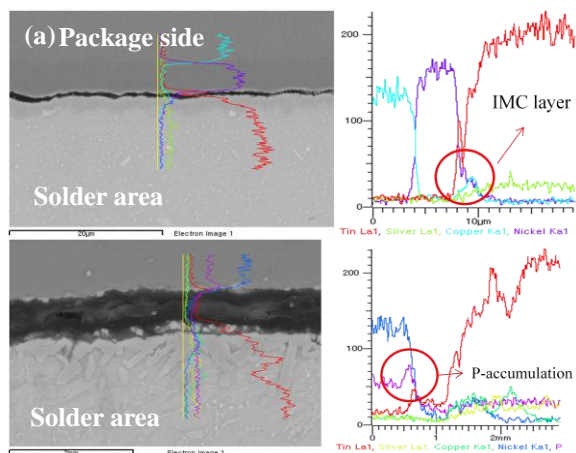 (a) Package side
Solder area
20µm
Electron Image 1
200
100
0
IMC layer
0
10µm
Tin La1, Silver La1, Copper Ka1, Nickel Ka1
Solder area
Electron Image 1
200
100
0
P-accumulation
0
1
2mm
Tin La1, Silver La1, Copper Ka1, Nickel Ka1, P